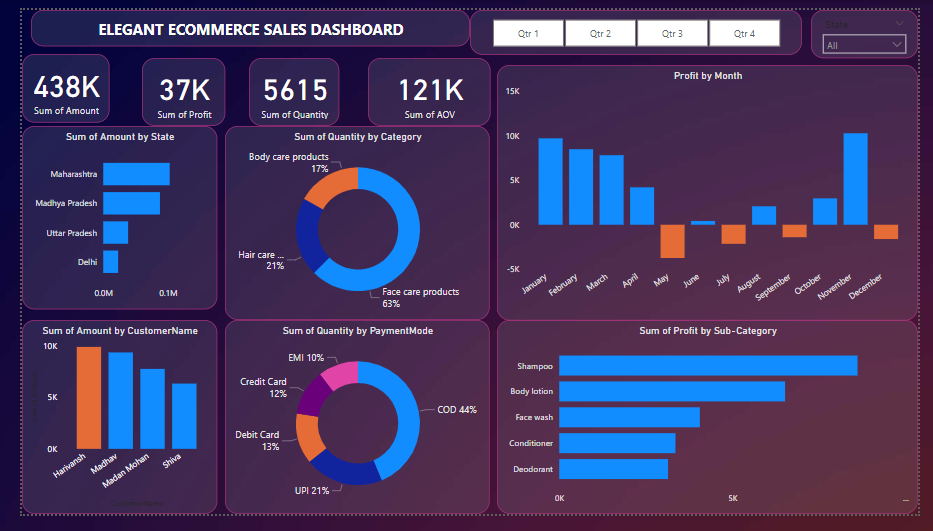 ELEGANT ECOMMERCE SALES DASHBOARD
Qtr 1
Qtr 2
Qtr 3
Qtr 4
State
All
438K
Sum of Amount
37K
Sum of Profit
5615
Sum of Quantity
121K
Sum of AOV
Sum of Amount by State
Maharashtra
Madhya Pradesh
Uttar Pradesh
Delhi
0.0M 0.1M
Sum of Quantity by Category
Body care products
17%
Hair care ...
21%
Face care products
63%
Profit by Month
15K
10K
5K
0K
-5K
January
February
March
April
May
June
July
August
September
October
November
December
Sum of Amount by CustomerName
10K
5K
0K
Harivansh
Madhav
Madan Mohan
Shiva
Sum of Quantity by PaymentMode
EMI 10%
Credit Card
12%
Debit Card
13%
UPI 21%
COD 44%
Sum of Profit by Sub-Category
Shampoo
Body lotion
Face wash
Conditioner
Deodorant
0K 5K